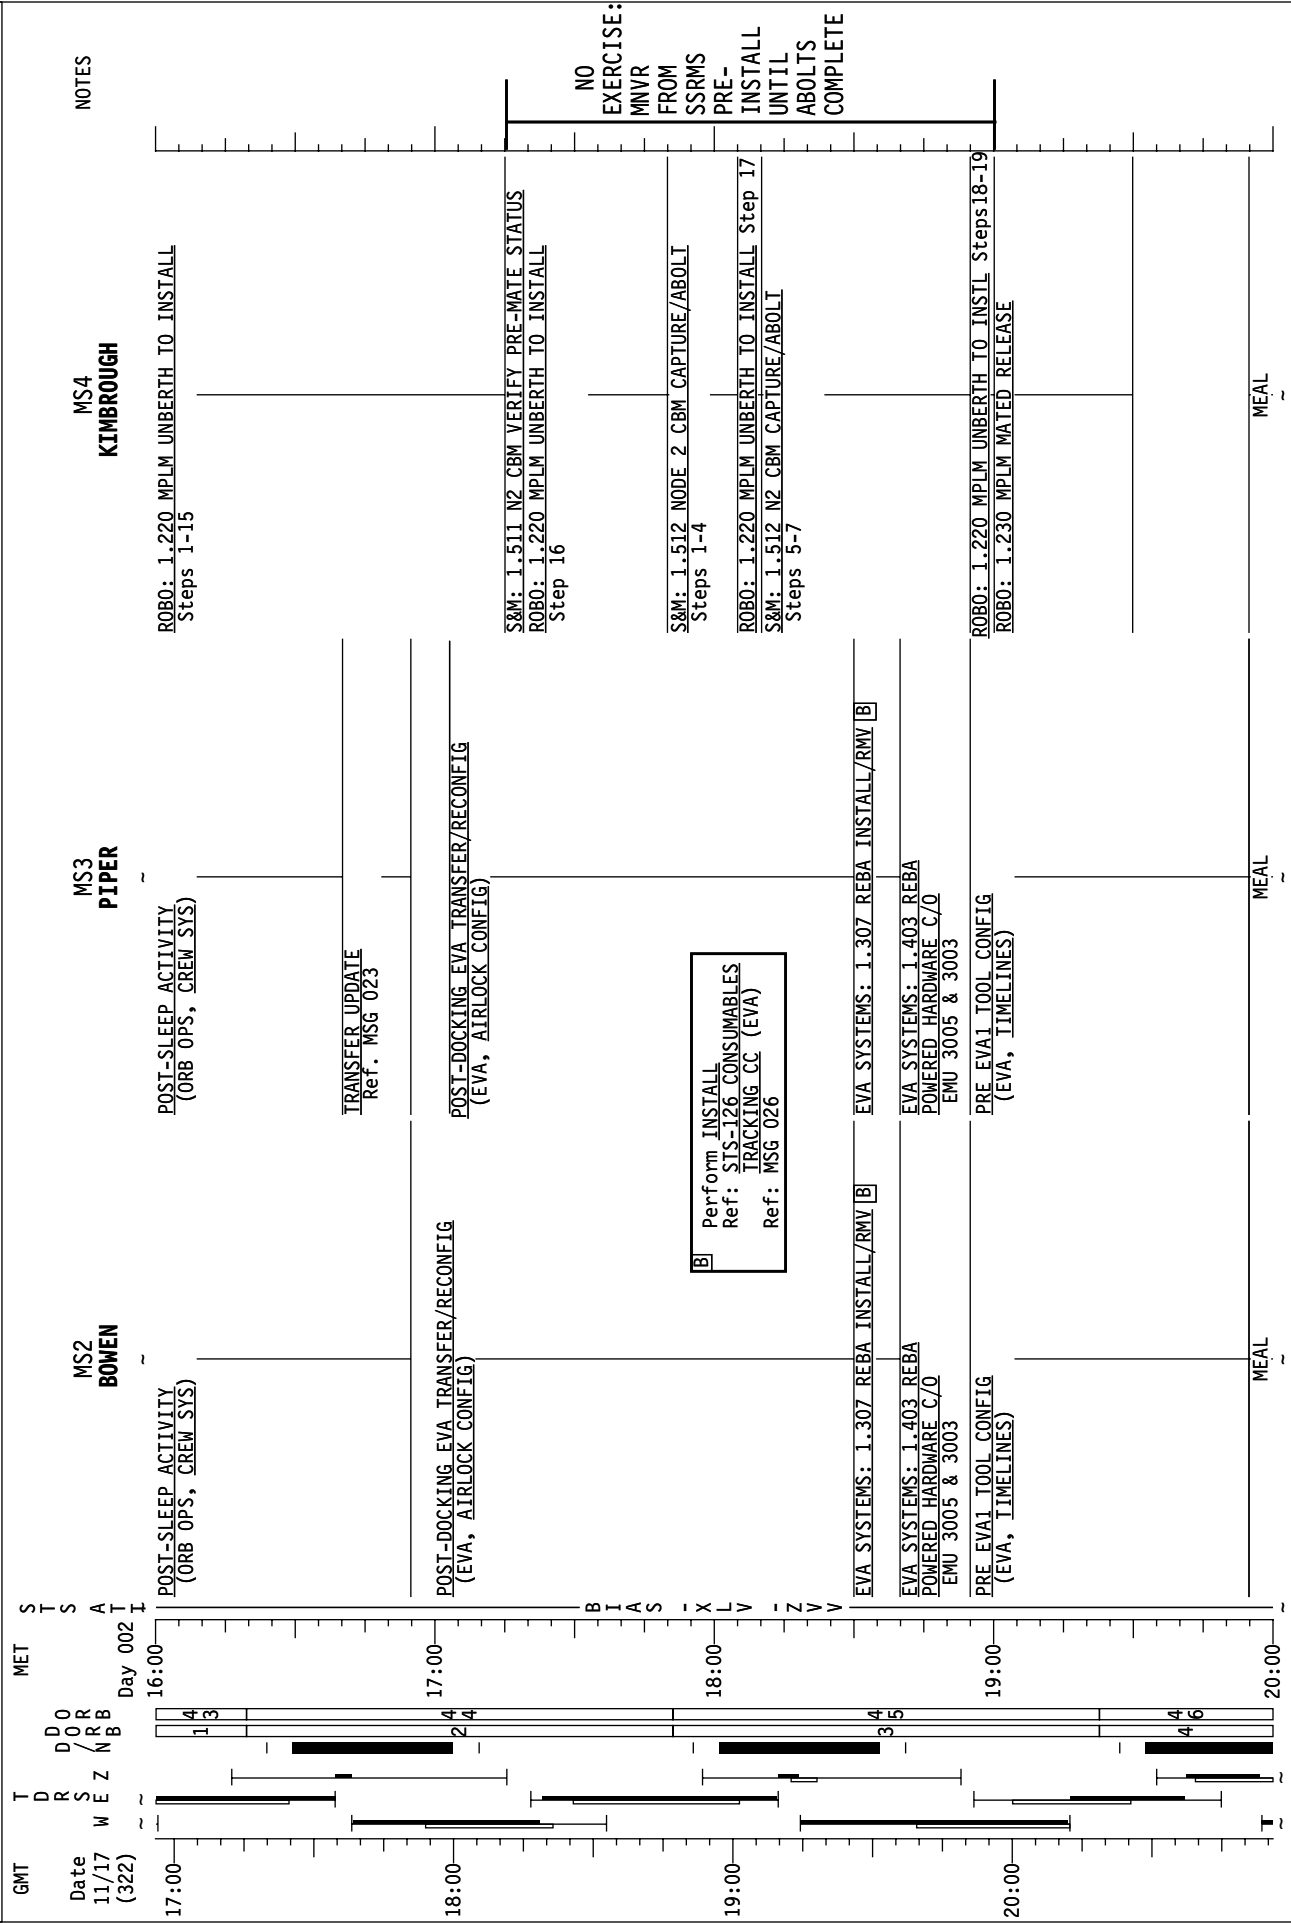 GMT
Date
11/17
(322)
17:00
18:00
19:00
20:00
T
D
R
S
W E Z
D D O
/ O R
N R B
B
1
2
3
4
4 3
4 4
4 5
4 6
MET
Day 002
16:00
17:00
18:00
19:00
20:00
S
T
S
A
T
T
B
I
A
S
-
X
L
V
-
Z
V
V
~
MS2
BOWEN
~
POST-SLEEP ACTIVITY
(ORB OPS, CREW SYS)
POST-DOCKING EVA TRANSFER/RECONFIG
(EVA, AIRLOCK CONFIG)
EVA SYSTEMS: 1.307 REBA INSTALL/RMV B
EVA SYSTEMS: 1.403 REBA
POWERED HARDWARE C/O
EMU 3005 & 3003
PRE EVA1 TOOL CONFIG
(EVA, TIMELINES)
MEAL
~
B
Perform INSTALL
Ref: STS-126 CONSUMABLES
TRACKING CC (EVA)
Ref: MSG 026
MS3
PIPER
~
POST-SLEEP ACTIVITY
(ORB OPS, CREW SYS)
TRANSFER UPDATE
Ref. MSG 023
POST-DOCKING EVA TRANSFER/RECONFIG
(EVA, AIRLOCK CONFIG)
EVA SYSTEMS: 1.307 REBA INSTALL/RMV B
EVA SYSTEMS: 1.403 REBA
POWERED HARDWARE C/O
EMU 3005 & 3003
PRE EVA1 TOOL CONFIG
(EVA, TIMELINES)
MEAL
~
MS4
KIMBROUGH
ROBO: 1.220 MPLM UNBERTH TO INSTALL
Steps 1-15
S&M: 1.511 N2 CBM VERIFY PRE-MATE STATUS
ROBO: 1.220 MPLM UNBERTH TO INSTALL
Step 16
S&M: 1.512 NODE 2 CBM CAPTURE/ABOLT
Steps 1-4
ROBO: 1.220 MPLM UNBERTH TO INSTALL Step 17
S&M: 1.512 N2 CBM CAPTURE/ABOLT
Steps 5-7
ROBO: 1.220 MPLM UNBERTH TO INSTL Steps18-19
ROBO: 1.230 MPLM MATED RELEASE
MEAL
~
NOTES
NO
EXERCISE:
MNVR
FROM
SSRMS
PRE-
INSTALL
UNTIL
ABOLTS
COMPLETE